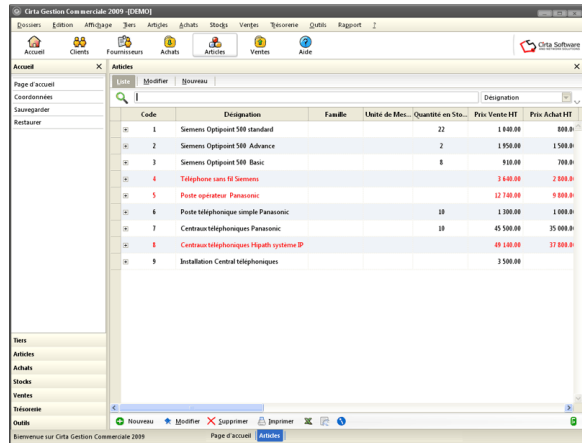 Cirta Gestion Commerciale 2009 -[DEMO]
Dossiers Edition Affichage Tiers Articles Achats Stocks Ventes Trésorerie Outils Rapport ?
Accueil Clients Fournisseurs Achats Articles Ventes Aide Cirta Software
Accueil X Articles X
Liste Modifier Nouveau
Page d'accueil
Coordonnées
Sauvegarder
Restaurer
Désignation
Code Désignation Famille Unité de Mes... Quantité en Sto... Prix Vente HT Prix Achat HT
1 Siemens Optipoint 500 standard 22 1 040.00 800.0
2 Siemens Optipoint 500 Advance 2 1 950.00 1 500.0
3 Siemens Optipoint 500 Basic 8 910.00 700.0
4 Téléphone sans fil Siemens 3 640.00 2 800.0
5 Poste opérateur Panasonic 12 740.00 9 800.0
6 Poste téléphonique simple Panasonic 10 1 300.00 1 000.0
7 Centraux téléphoniques Panasonic 10 45 500.00 35 000.0
8 Centraux téléphoniques Hipath système IP 49 140.00 37 800.0
9 Installation Central téléphoniques 3 500.00
Tiers
Articles
Achats
Stocks
Ventes
Trésorerie
Outils
Nouveau Modifier Supprimer Imprimer
Bienvenue sur Cirta Gestion Commerciale 2009 Page d'accueil Articles